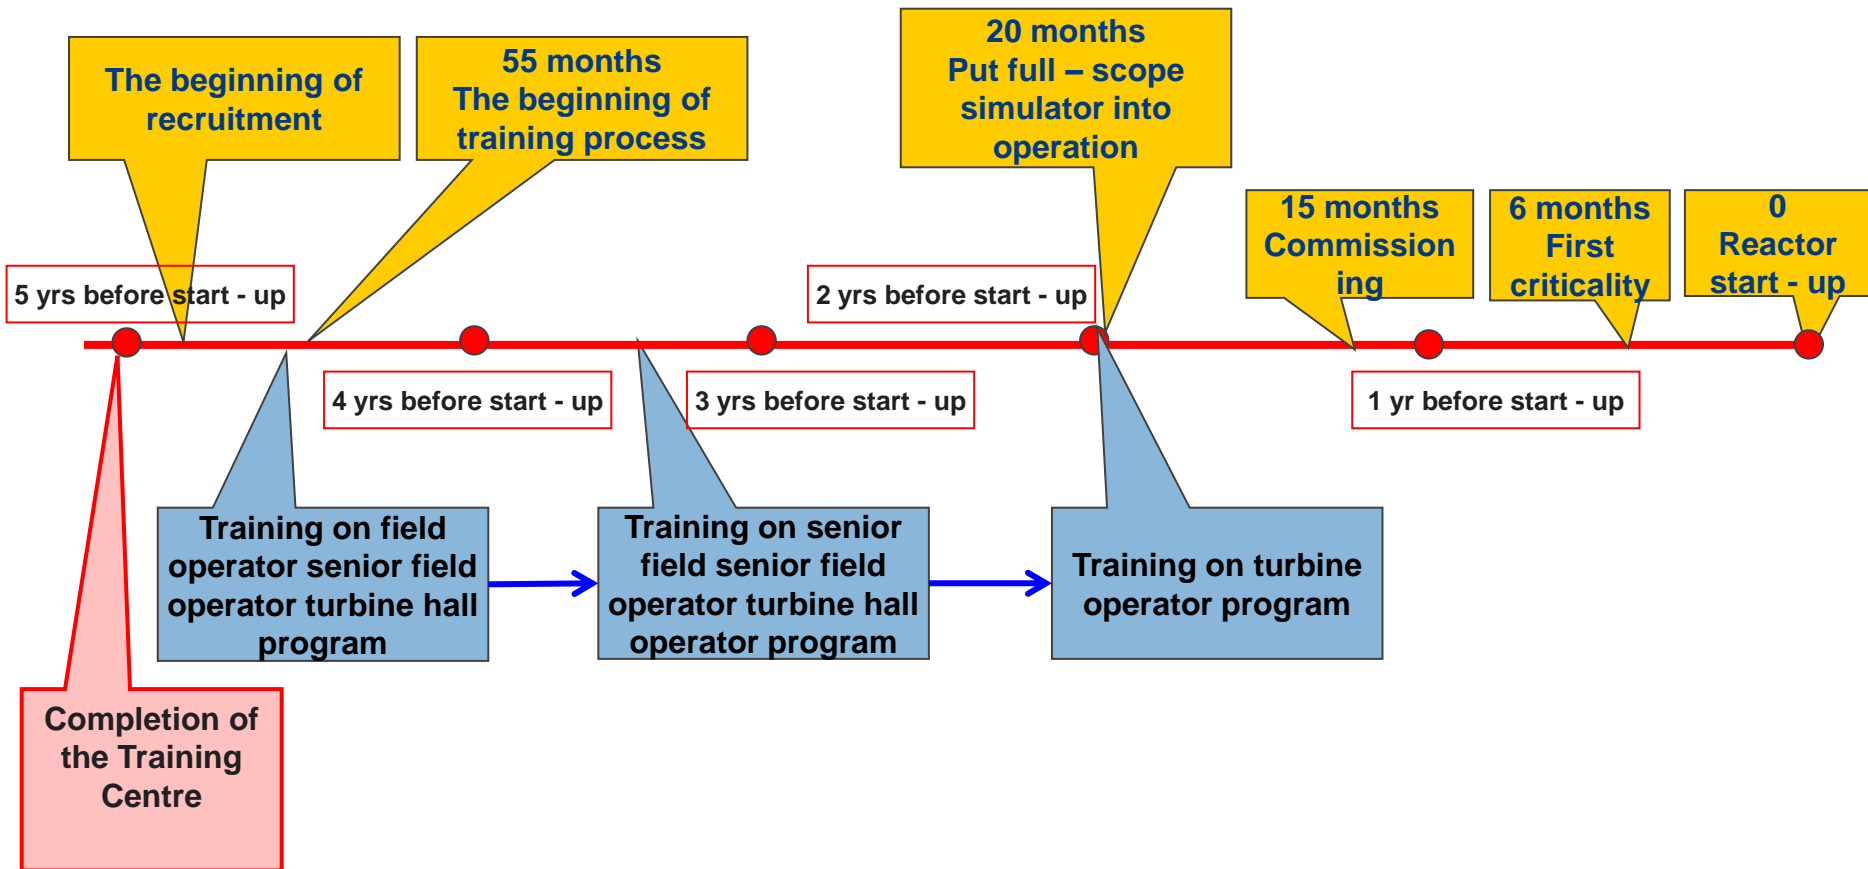 The beginning of
recruitment
55 months
The beginning of
training process
20 months
Put full – scope
simulator into
operation
15 months
Commission
ing
6 months
First
criticality
0
Reactor
start - up
5 yrs before start - up
2 yrs before start - up
4 yrs before start - up
3 yrs before start - up
1 yr before start - up
Training on field
operator senior field
operator turbine hall
program
Training on senior
field senior field
operator turbine hall
operator program
Training on turbine
operator program
Completion of
the Training
Centre